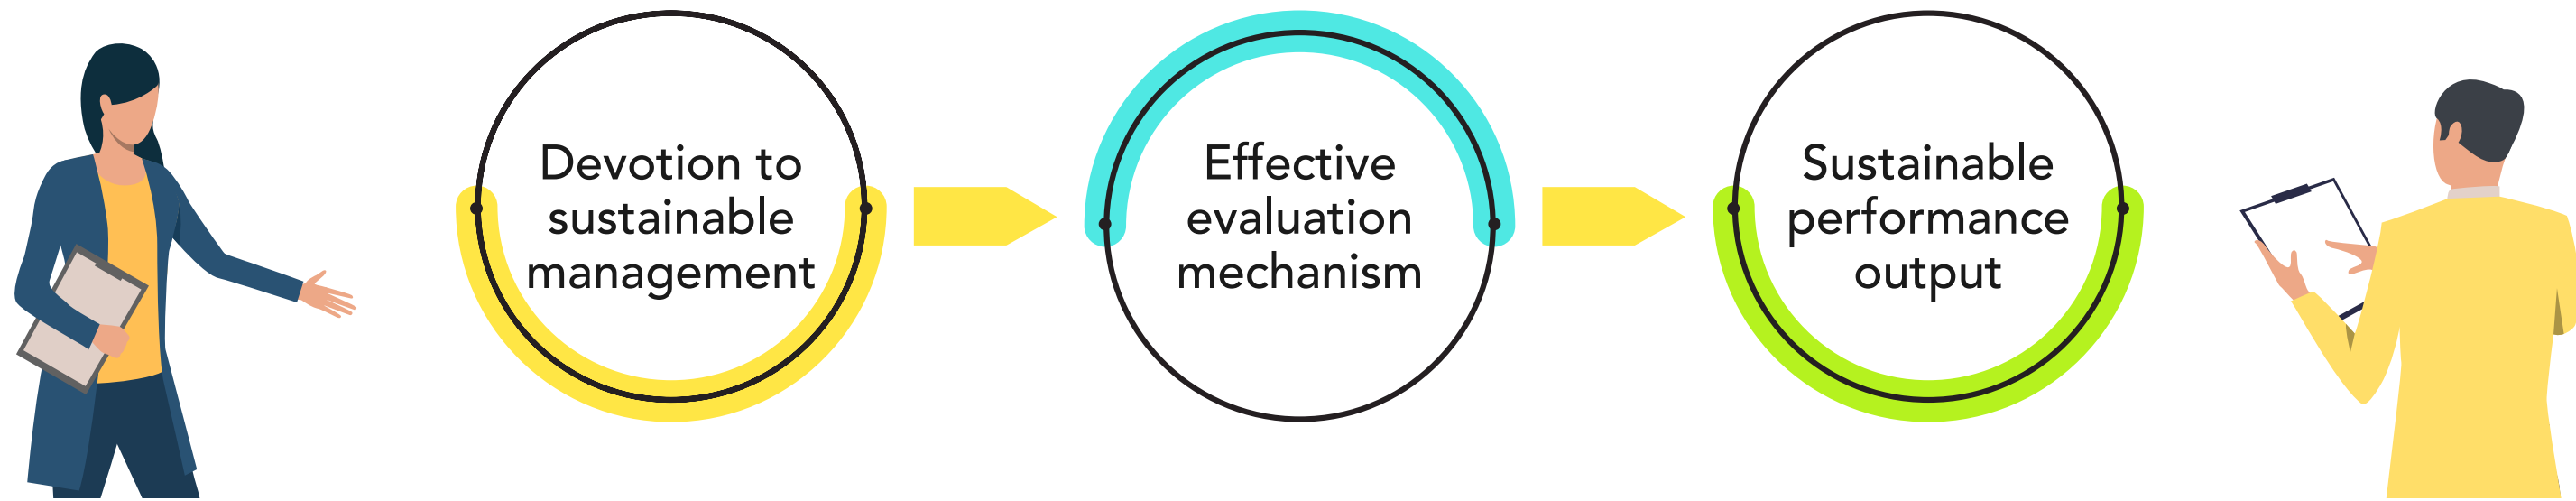 Devotion to
sustainable
management
Effective
evaluation
mechanism
Sustainable
performance
output